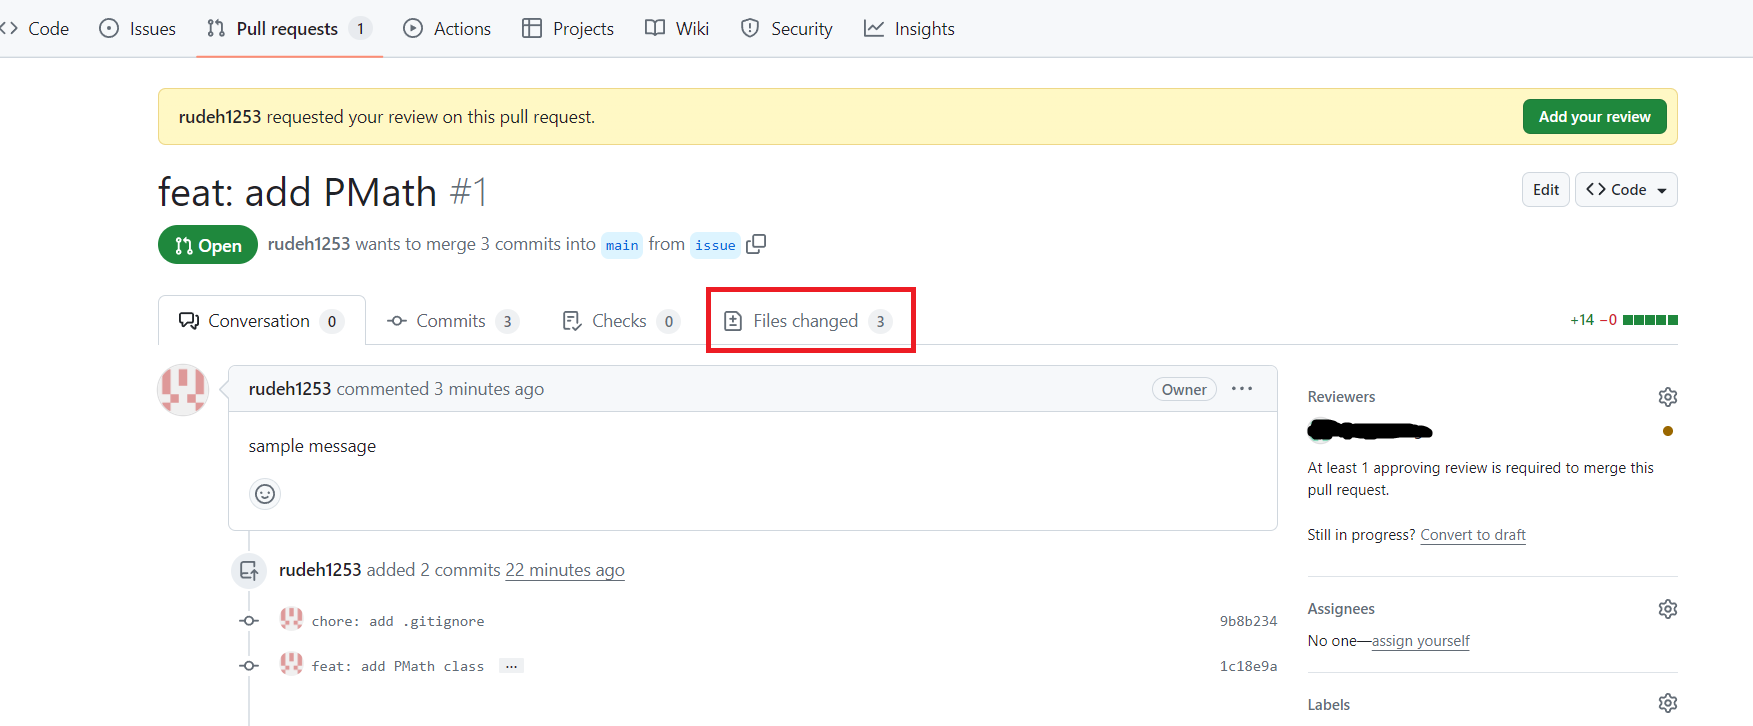 <> Code Issues Pull requests 1 Actions Projects Wiki Security Insights
rudeh1253 requested your review on this pull request.
Add your review
feat: add PMath #1
Edit
<> Code
Open
rudeh1253 wants to merge 3 commits into main from issue
Conversation 0
Commits 3
Checks 0
Files changed 3
+14 −0
rudeh1253 commented 3 minutes ago
Owner
sample message
rudeh1253 added 2 commits 22 minutes ago
chore: add .gitignore
9b8b234
feat: add PMath class ...
1c18e9a
Reviewers
At least 1 approving review is required to merge this
pull request.
Still in progress? Convert to draft
Assignees
No one—assign yourself
Labels